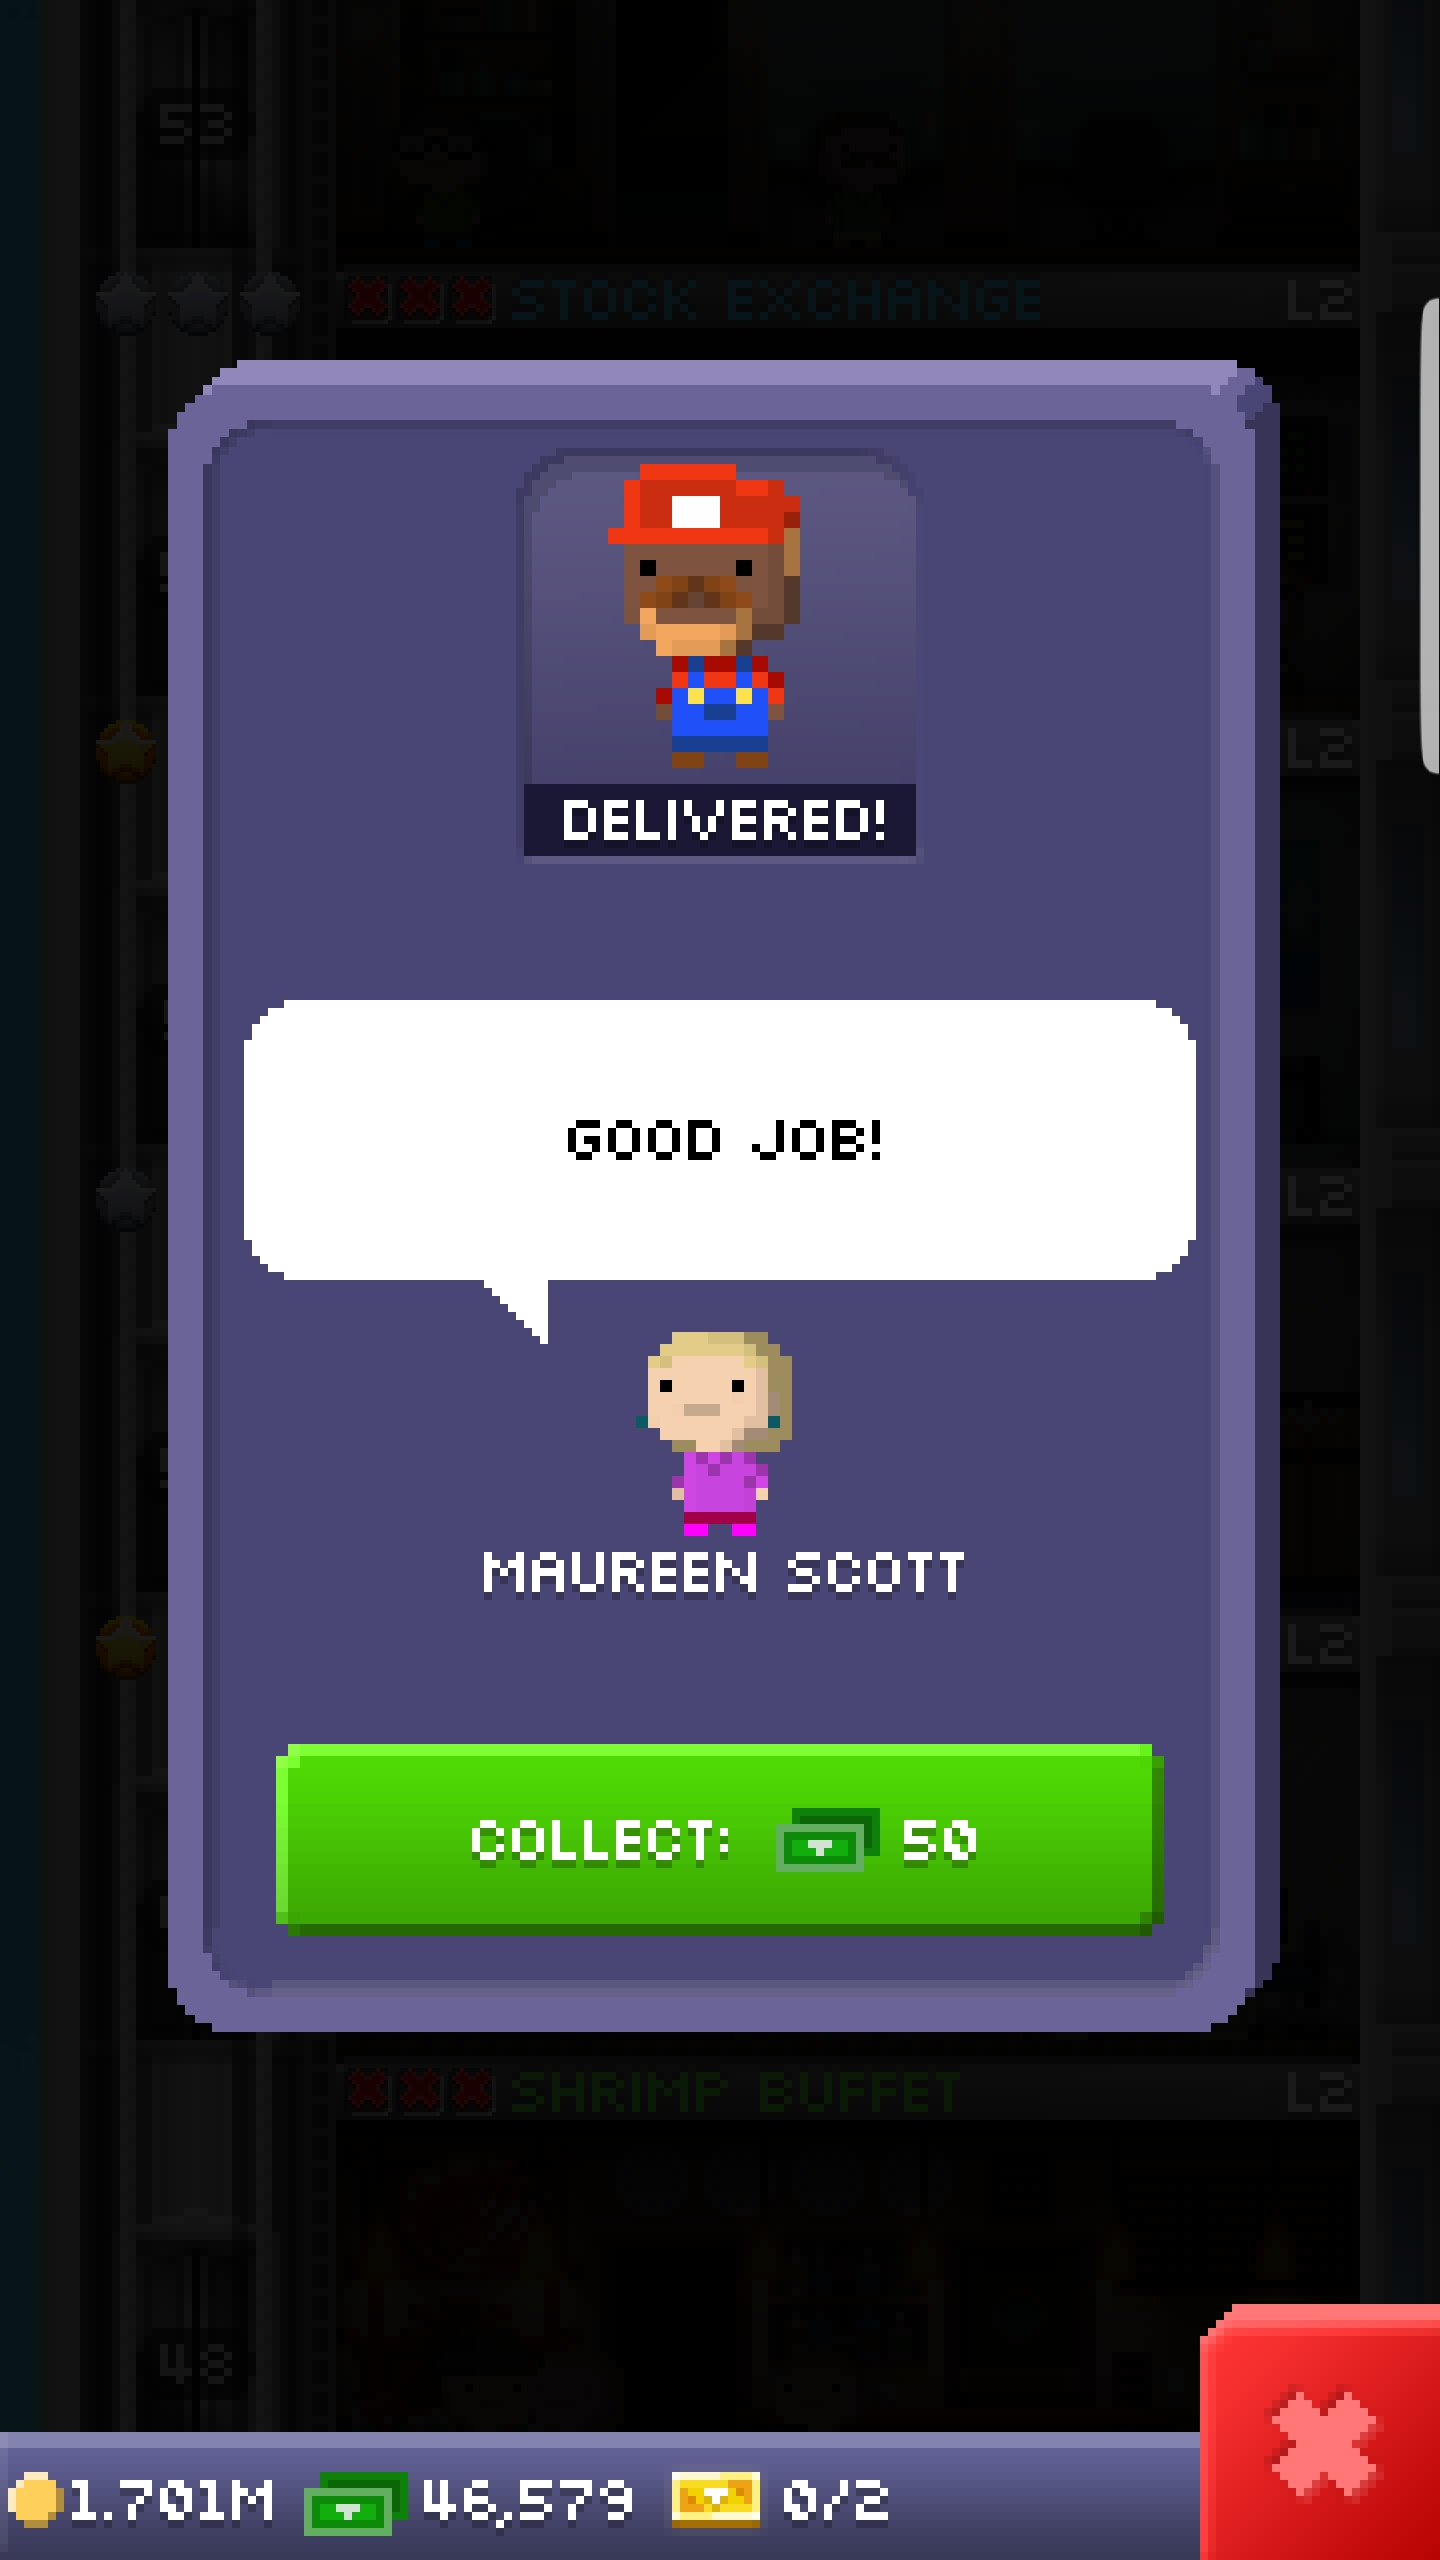 53
STOCK EXCHANGE L2
DELIVERED!
L2
GOOD JOB!
L2
MAUREEN SCOTT
L2
COLLECT: 50
SHRIMP BUFFET L2
48
1.701M 46,579 0/2